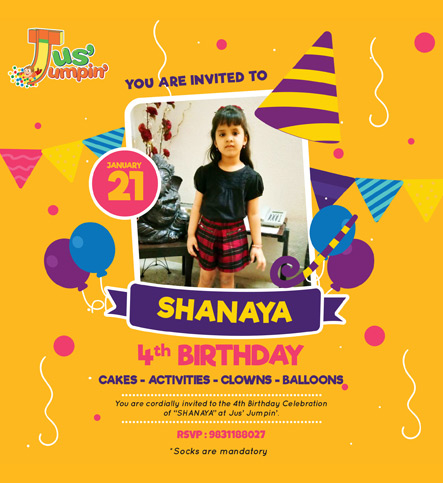 Jus'
Jumpin'
YOU ARE INVITED TO
JANUARY
21
SHANAYA
4th BIRTHDAY
CAKES - ACTIVITIES - CLOWNS - BALLOONS
You are cordially invited to the 4th Birthday Celebration
of "SHANAYA" at Jus' Jumpin'.
RSVP : 9831188027
*Socks are mandatory